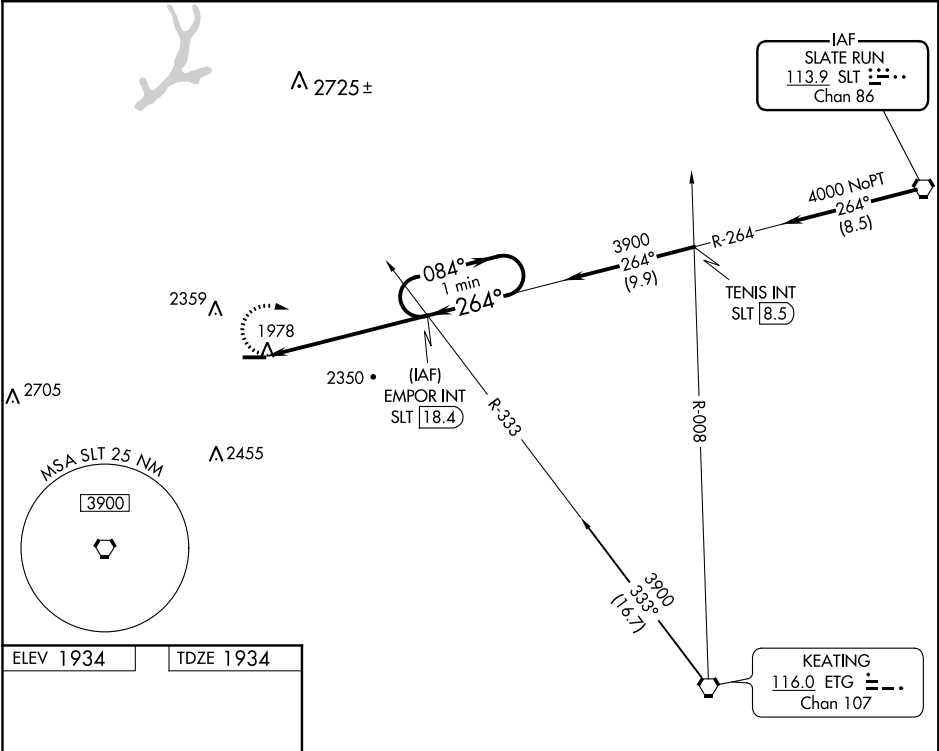 IAF
SLATE RUN
113.9 SLT
Chan 86
2725 ±
4000 NoPT
264°
(8.5)
R-264
3900
264°
(9.9)
TENIS INT
SLT 8.5
084°
1 min
264°
2359
1978
2350
(IAF)
EMPOR INT
SLT 18.4
2705
R-333
R-008
2455
MSA SLT 25 NM
3900
3900
333°
(16.7)
ELEV 1934
TDZE 1934
KEATING
116.0 ETG
Chan 107